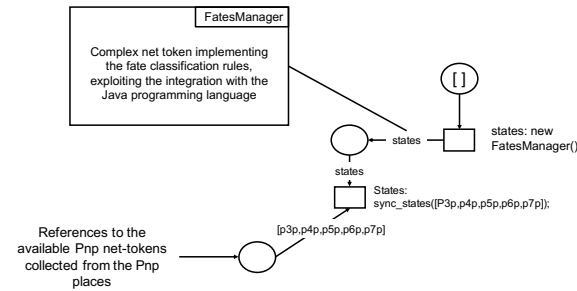 FatesManager
Complex net token implementing
the fate classification rules,
exploiting the integration with the
Java programming language
[ ]
states
states: new
FatesManager()
states
States:
sync_states([P3p,p4p,p5p,p6p,p7p]);
[p3p,p4p,p5p,p6p,p7p]
References to the
available Pnp net-tokens
collected from the Pnp
places